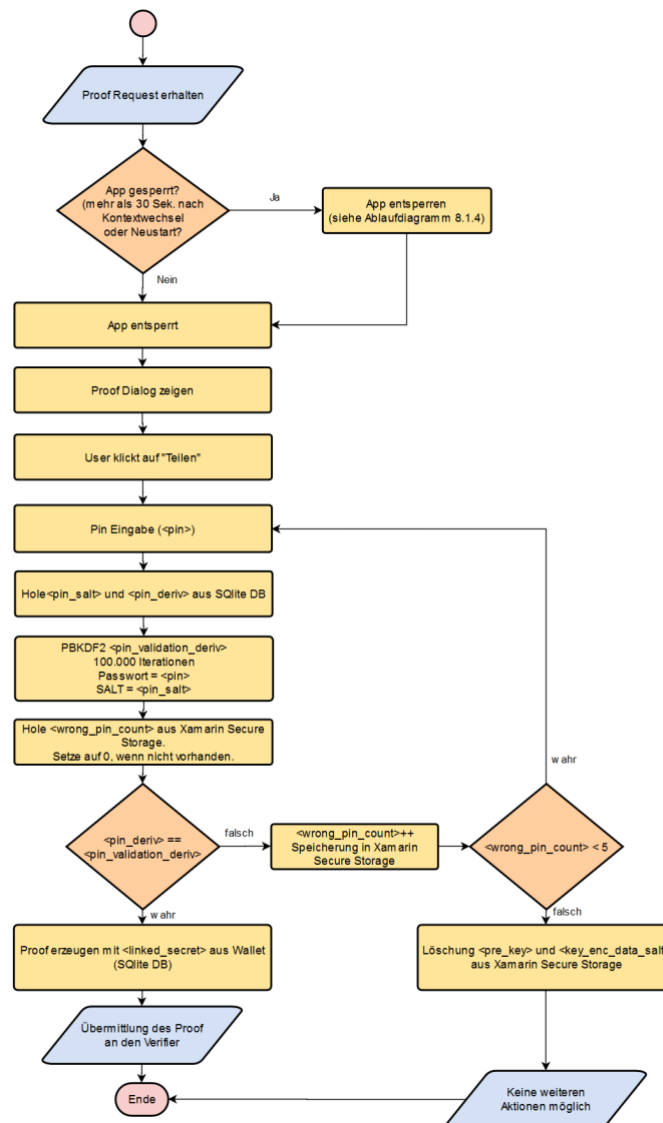 Proof Request erhalten
App gesperrt?
(mehr als 30 Sek. nach
Kontextwechsel
oder Neustart?
Ja
App entsperren
(siehe Ablaufdiagramm 8.1.4)
Nein
App entsperrt
Proof Dialog zeigen
User klickt auf "Teilen"
Pin Eingabe (<pin>)
Hole<pin_salt> und <pin_deriv> aus SQlite DB
PBKDF2 <pin_validation_deriv>
100.000 Iterationen
Passwort = <pin>
SALT = <pin_salt>
Hole <wrong_pin_count> aus Xamarin Secure
Storage.
Setze auf 0, wenn nicht vorhanden.
wahr
<pin_deriv> ==
<pin_validation_deriv>
falsch
<wrong_pin_count>++
Speicherung in Xamarin
Secure Storage
<wrong_pin_count> < 5
wahr
falsch
Proof erzeugen mit <linked_secret> aus Wallet
(SQlite DB)
Löschung <pre_key> und <key_enc_data_salt
aus Xamarin Secure Storage
Übermittlung des Proof
an den Verifier
Ende
Keine weiteren
Aktionen möglich